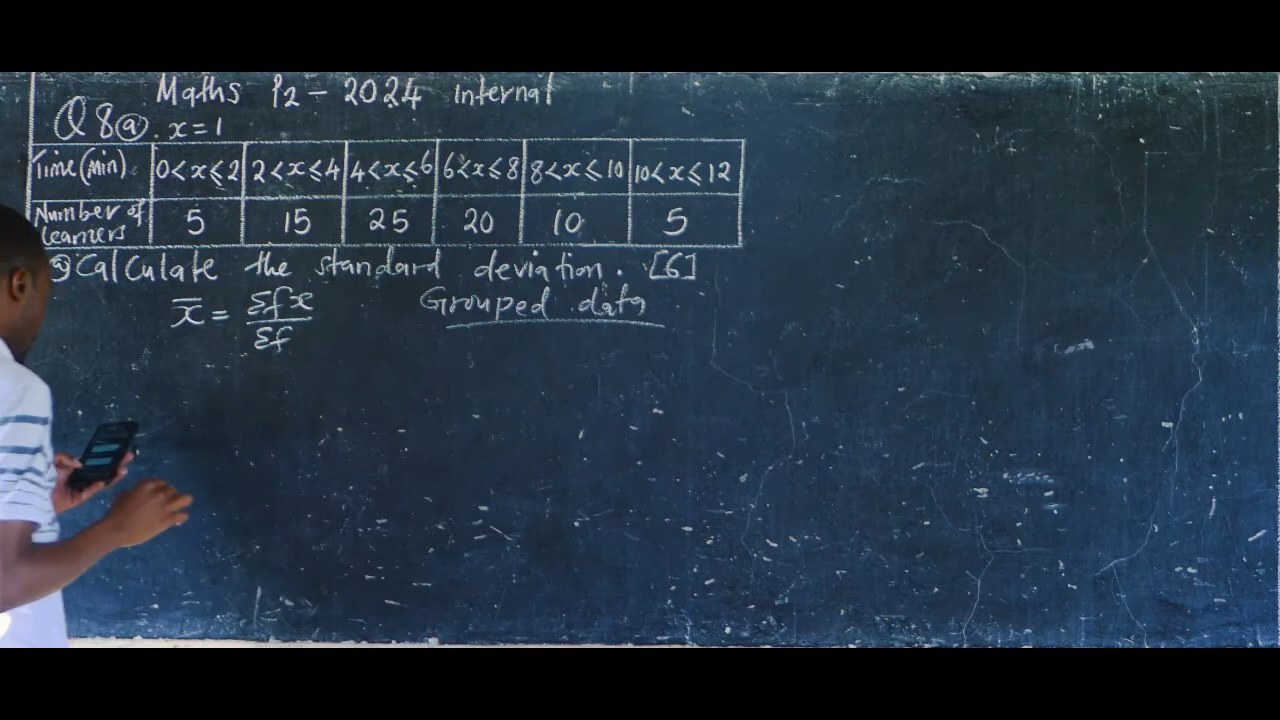 Maths P2 - 2024 Internal
Q 8@. x = 1
Time (Min) 0 < x ⩽ 2 2 < x ⩽ 4 4 < x ⩽ 6 6 < x ⩽ 8 8 < x ⩽ 10 10 < x ⩽ 12
Number of learners 5 15 25 20 10 5
@ Calculate the standard deviation. [6]
x̄ = Σfx / Σf
Grouped data